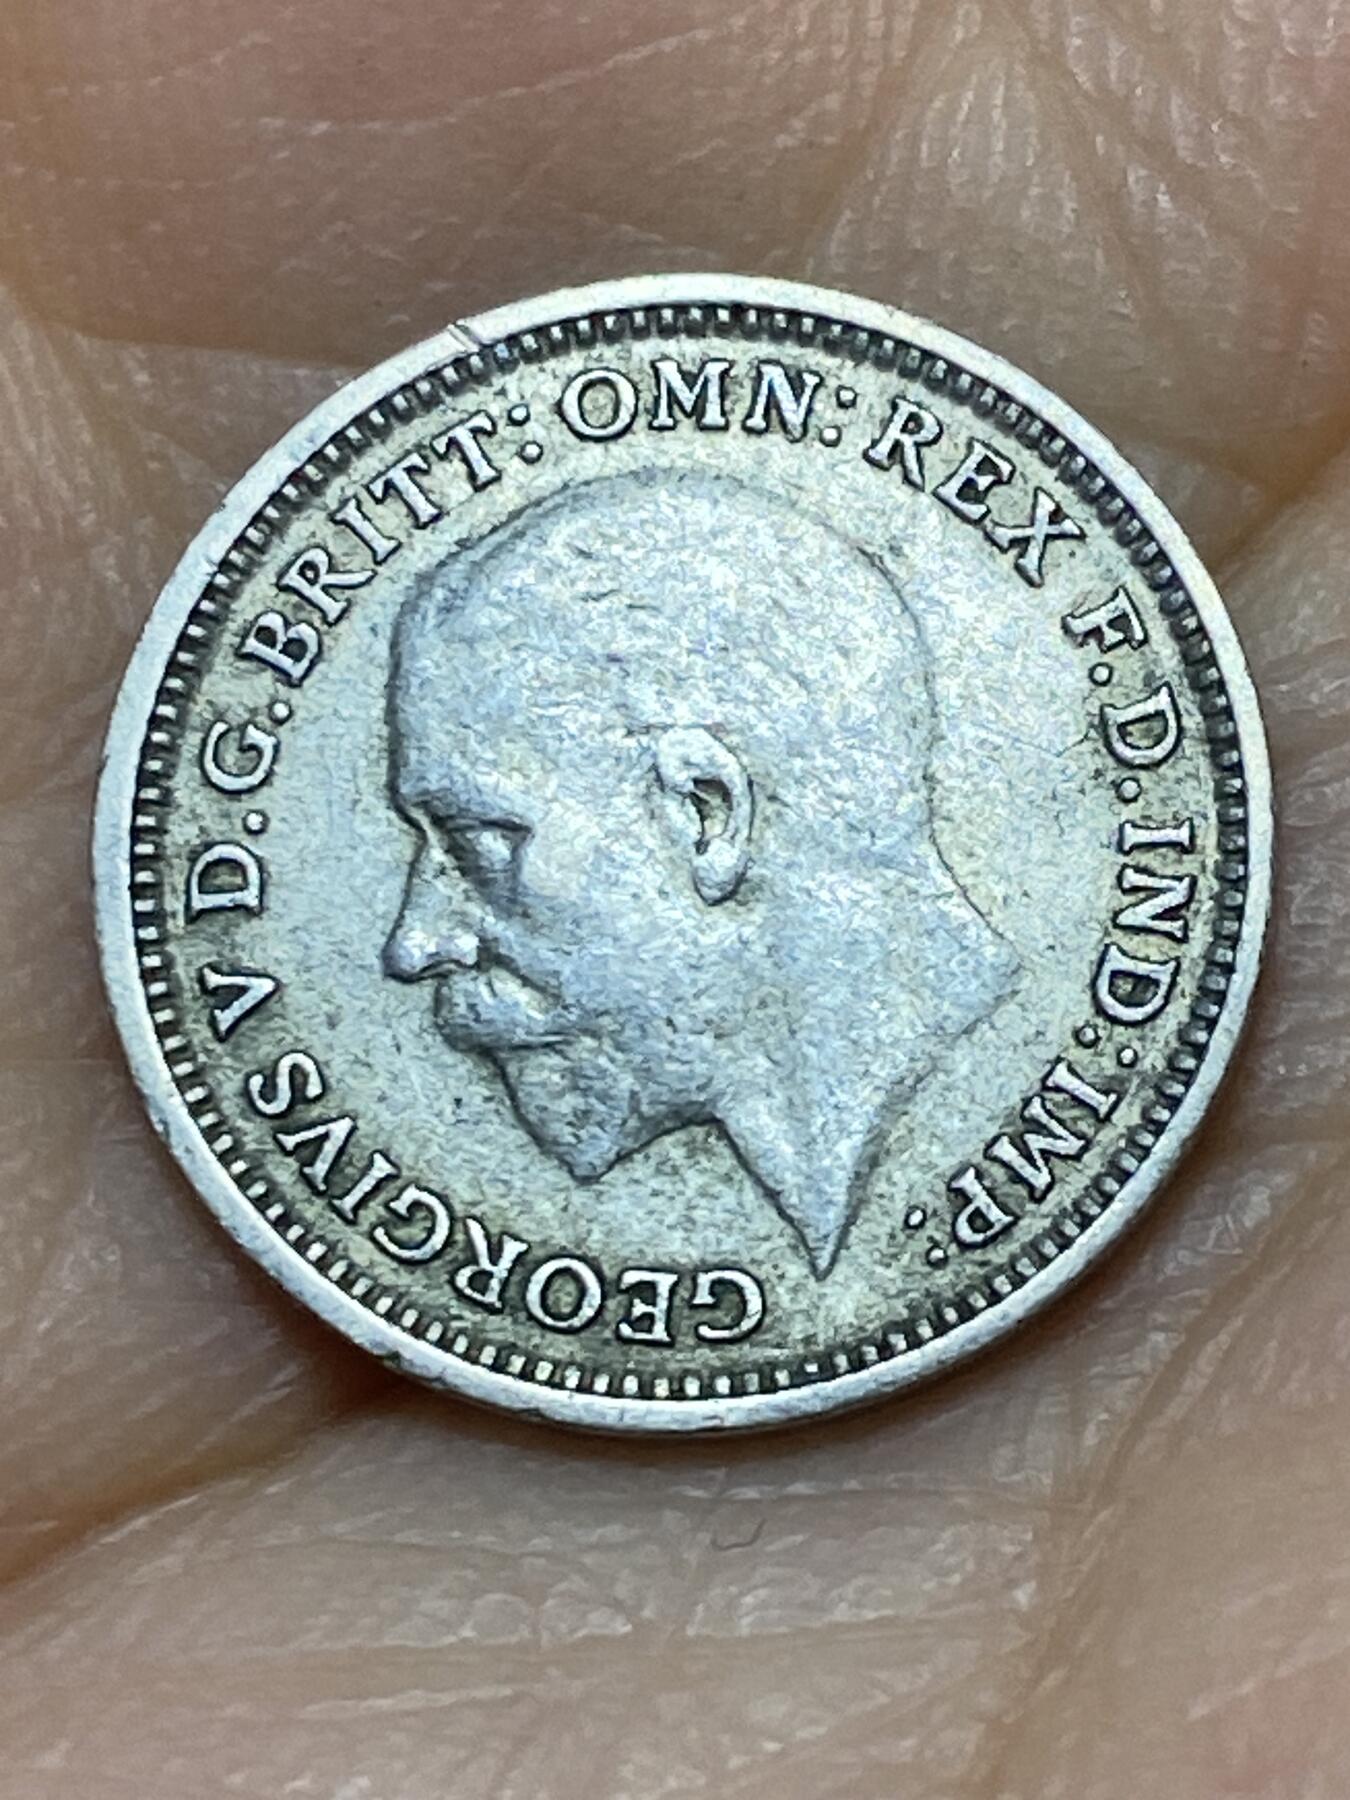 GEORGIVS V D.G.BRITT: OMN: REX F.D.IND:IMP: